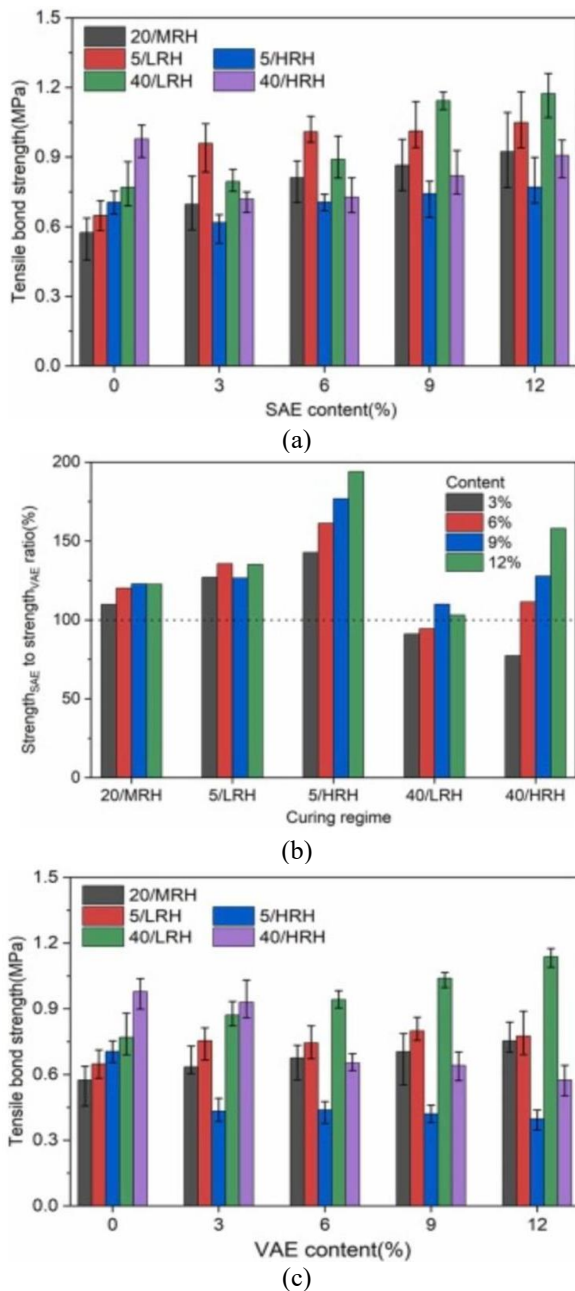 1.5
20/MRH
5/LRH 5/HRH
40/LRH 40/HRH
1.2
0.9
0.6
0.3
0.0
Tensile bond strength(MPa)
0 3 6 9 12
SAE content(%)
(a)
200
150
100
50
0
Strength_SAE to strength_VAE ratio(%)
Content
3%
6%
9%
12%
20/MRH 5/LRH 5/HRH 40/LRH 40/HRH
Curing regime
(b)
1.5
20/MRH
5/LRH 5/HRH
40/LRH 40/HRH
1.2
0.9
0.6
0.3
0.0
Tensile bond strength(MPa)
0 3 6 9 12
VAE content(%)
(c)